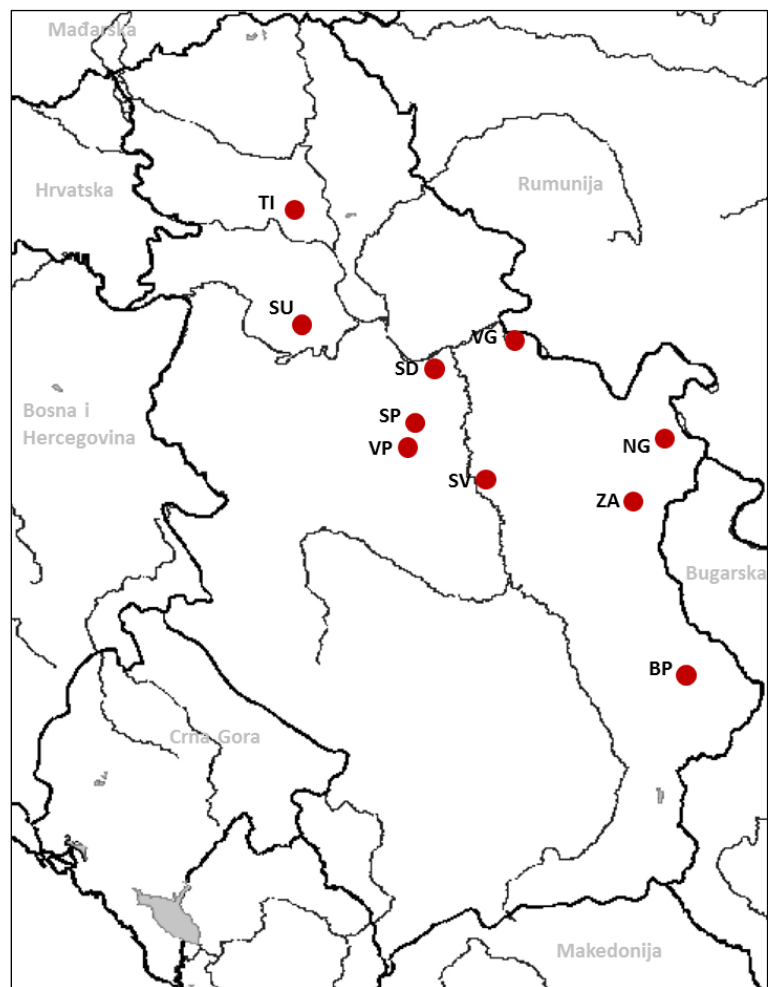 Mađarska
Hrvatska
TI
Rumunija
SU
VG
SD
Bosna i
Hercegovina
SP
VP
NG
SV
ZA
Bugarska
BP
Crna Gora
Makedonija